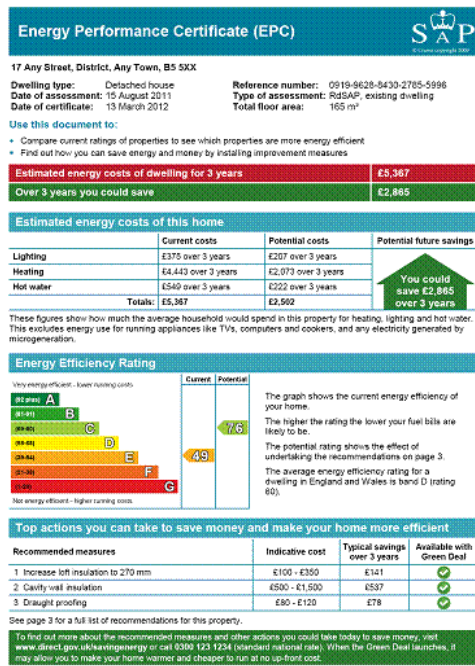 Energy Performance Certificate (EPC)
SAP
© Crown copyright 2009
17 Any Street, District, Any Town, B5 5XX
Dwelling type: Detached house Reference number: 0919-9628-8430-2785-5996
Date of assessment: 15 August 2011 Type of assessment: RdSAP, existing dwelling
Date of certificate: 13 March 2012 Total floor area: 165 m²
Use this document to:
• Compare current ratings of properties to see which properties are more energy efficient
• Find out how you can save energy and money by installing improvement measures
Estimated energy costs of dwelling for 3 years £5,367
Over 3 years you could save £2,865
Estimated energy costs of this home
Current costs Potential costs Potential future savings
Lighting £375 over 3 years £207 over 3 years
Heating £4,443 over 3 years £2,073 over 3 years
Hot water £549 over 3 years £222 over 3 years
Totals: £5,367 £2,502
You could
save £2,865
over 3 years
These figures show how much the average household would spend in this property for heating, lighting and hot water.
This excludes energy use for running appliances like TVs, computers and cookers, and any electricity generated by
microgeneration.
Energy Efficiency Rating
Current Potential
Very energy efficient - lower running costs
(92 plus) A
(81-91) B
(69-80) C
(55-68) D
(39-54) E
(21-38) F
(1-20) G
76
49
Not energy efficient - higher running costs
The graph shows the current energy efficiency of
your home.
The higher the rating the lower your fuel bills are
likely to be.
The potential rating shows the effect of
undertaking the recommendations on page 3.
The average energy efficiency rating for a
dwelling in England and Wales is band D (rating
60).
Top actions you can take to save money and make your home more efficient
Recommended measures Indicative cost Typical savings over 3 years Available with Green Deal
1 Increase loft insulation to 270 mm £100 - £350 £141
2 Cavity wall insulation £500 - £1,500 £537
3 Draught proofing £80 - £120 £78
See page 3 for a full list of recommendations for this property.
To find out more about the recommended measures and other actions you could take today to save money, visit
www.direct.gov.uk/savingenergy or call 0300 123 1234 (standard national rate). When the Green Deal launches, it
may allow you to make your home warmer and cheaper to run at no up-front cost.